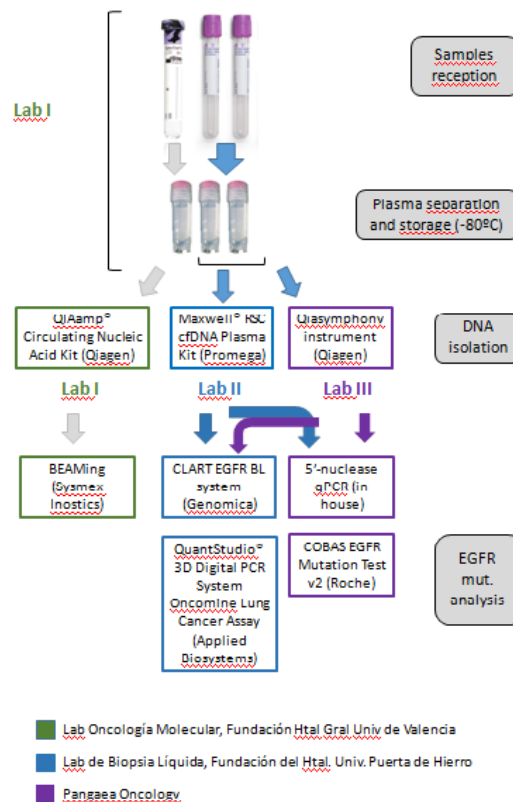 Samples
reception
Lab I
Plasma separation
and storage (-80ºC)
QIAamp®
Circulating Nucleic
Acid Kit (Qiagen)
Maxwell® RSC
cfDNA Plasma
Kit (Promega)
Qiasymphony
instrument
(Qiagen)
DNA
isolation
Lab I
Lab II
Lab III
BEAMing
(Sysmex
Inostics)
CLART EGFR BL
system
(Genomica)
5'-nuclease
qPCR (in
house)
QuantStudio®
3D Digital PCR
System
Oncomine Lung
Cancer Assay
(Applied
Biosystems)
COBAS EGFR
Mutation Test
v2 (Roche)
EGFR
mut.
analysis
Lab Oncología Molecular, Fundación Htal Gral Univ de Valencia
Lab de Biopsia Líquida, Fundación del Htal. Univ. Puerta de Hierro
Pangaea Oncology